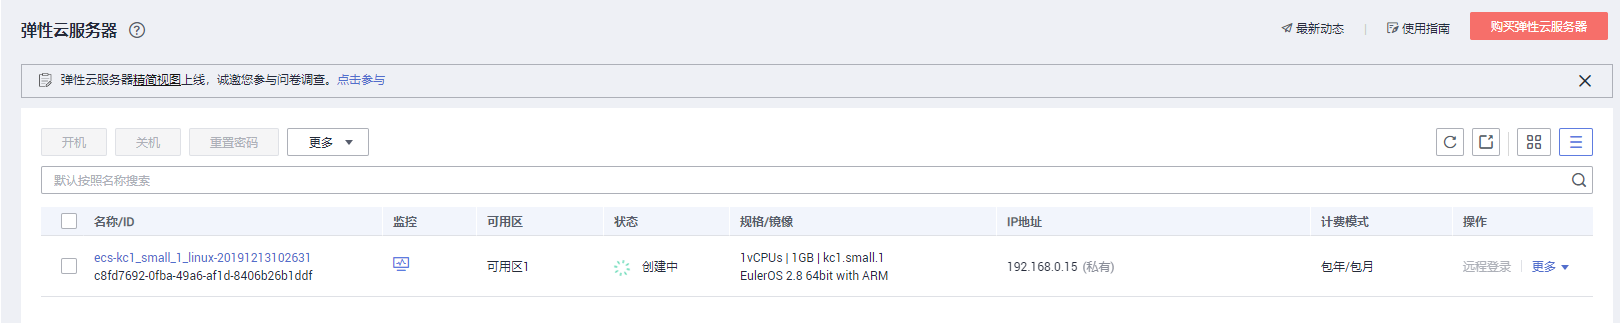 弹性云服务器 ?
最新动态 | 使用指南 购买弹性云服务器
弹性云服务器精简视图上线，诚邀您参与问卷调查。点击参与
开机 关机 重置密码 更多
默认按照名称搜索
名称/ID 监控 可用区 状态 规格/镜像 IP地址 计费模式 操作
ecs-kc1_small_1_linux-20191213102631
c8fd7692-0fba-49a6-af1d-8406b26b1ddf
可用区1
创建中
1vCPUs | 1GB | kc1.small.1
EulerOS 2.8 64bit with ARM
192.168.0.15 (私有)
包年/包月
远程登录 | 更多